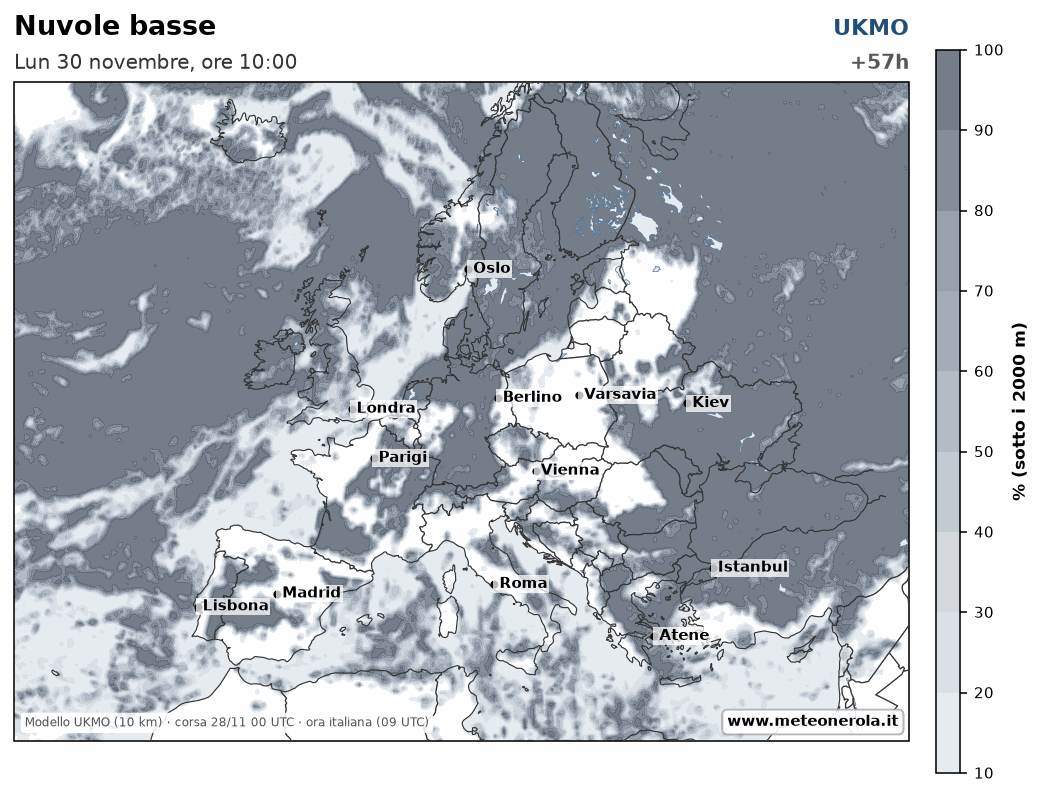 Nuvole basse
UKMO
Lun 30 novembre, ore 10:00
+57h
100
90
80
70
60
50
40
30
20
10
% (sotto i 2000 m)
Oslo
Londra
Berlino
Varsavia
Kiev
Parigi
Vienna
Istanbul
Roma
Madrid
Lisbona
Atene
Modello UKMO (10 km) · corsa 28/11 00 UTC · ora italiana (09 UTC)
www.meteonerola.it